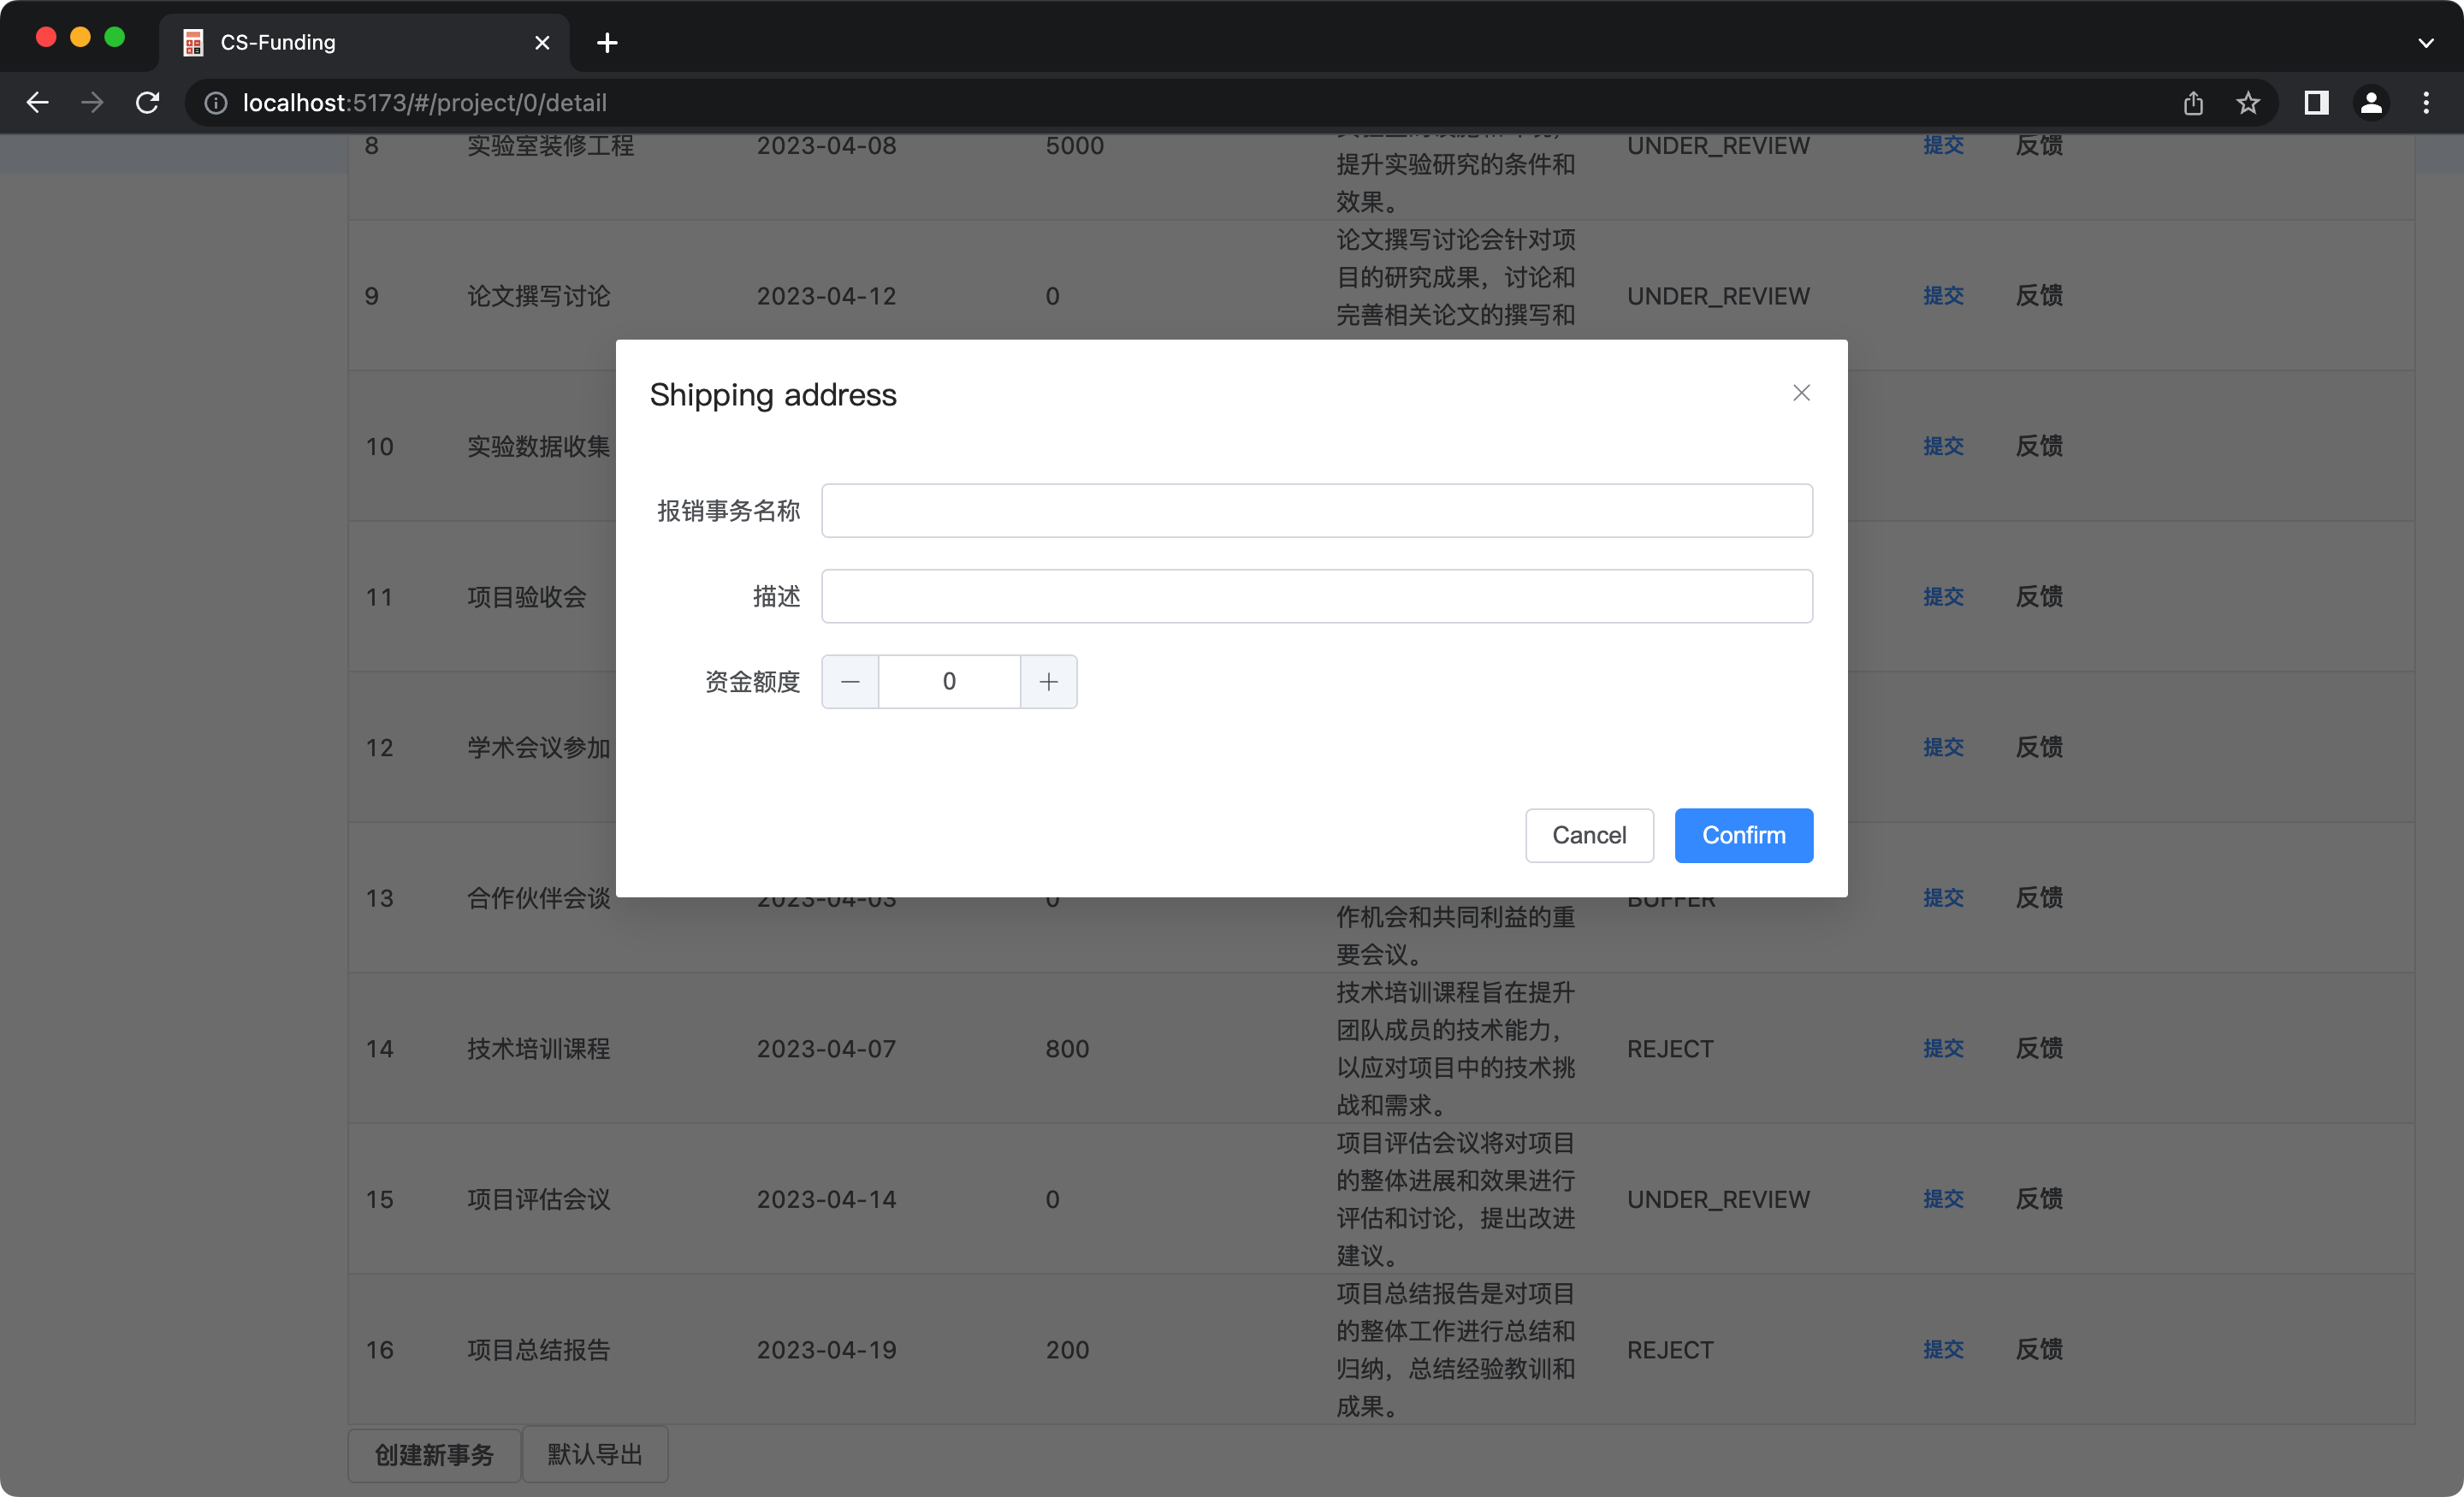 CS-Funding
localhost:5173/#/project/0/detail
8 实验室装修工程 2023-04-08 5000 UNDER_REVIEW 提交 反馈
提升实验研究的条件和
效果。
论文撰写讨论会针对项
目的研究成果，讨论和
9 论文撰写讨论 2023-04-12 0 UNDER_REVIEW 提交 反馈
完善相关论文的撰写和
Shipping address
10 实验数据收集 提交 反馈
报销事务名称
11 项目验收会 提交 反馈
描述
资金额度 0
12 学术会议参加 提交 反馈
Cancel Confirm
13 合作伙伴会谈 2023-04-03 0 BUFFER 提交 反馈
作机会和共同利益的重
要会议。
技术培训课程旨在提升
团队成员的技术能力，
14 技术培训课程 2023-04-07 800 REJECT 提交 反馈
以应对项目中的技术挑
战和需求。
项目评估会议将对项目
的整体进展和效果进行
15 项目评估会议 2023-04-14 0 UNDER_REVIEW 提交 反馈
评估和讨论，提出改进
建议。
项目总结报告是对项目
的整体工作进行总结和
16 项目总结报告 2023-04-19 200 REJECT 提交 反馈
归纳，总结经验教训和
成果。
创建新事务 默认导出